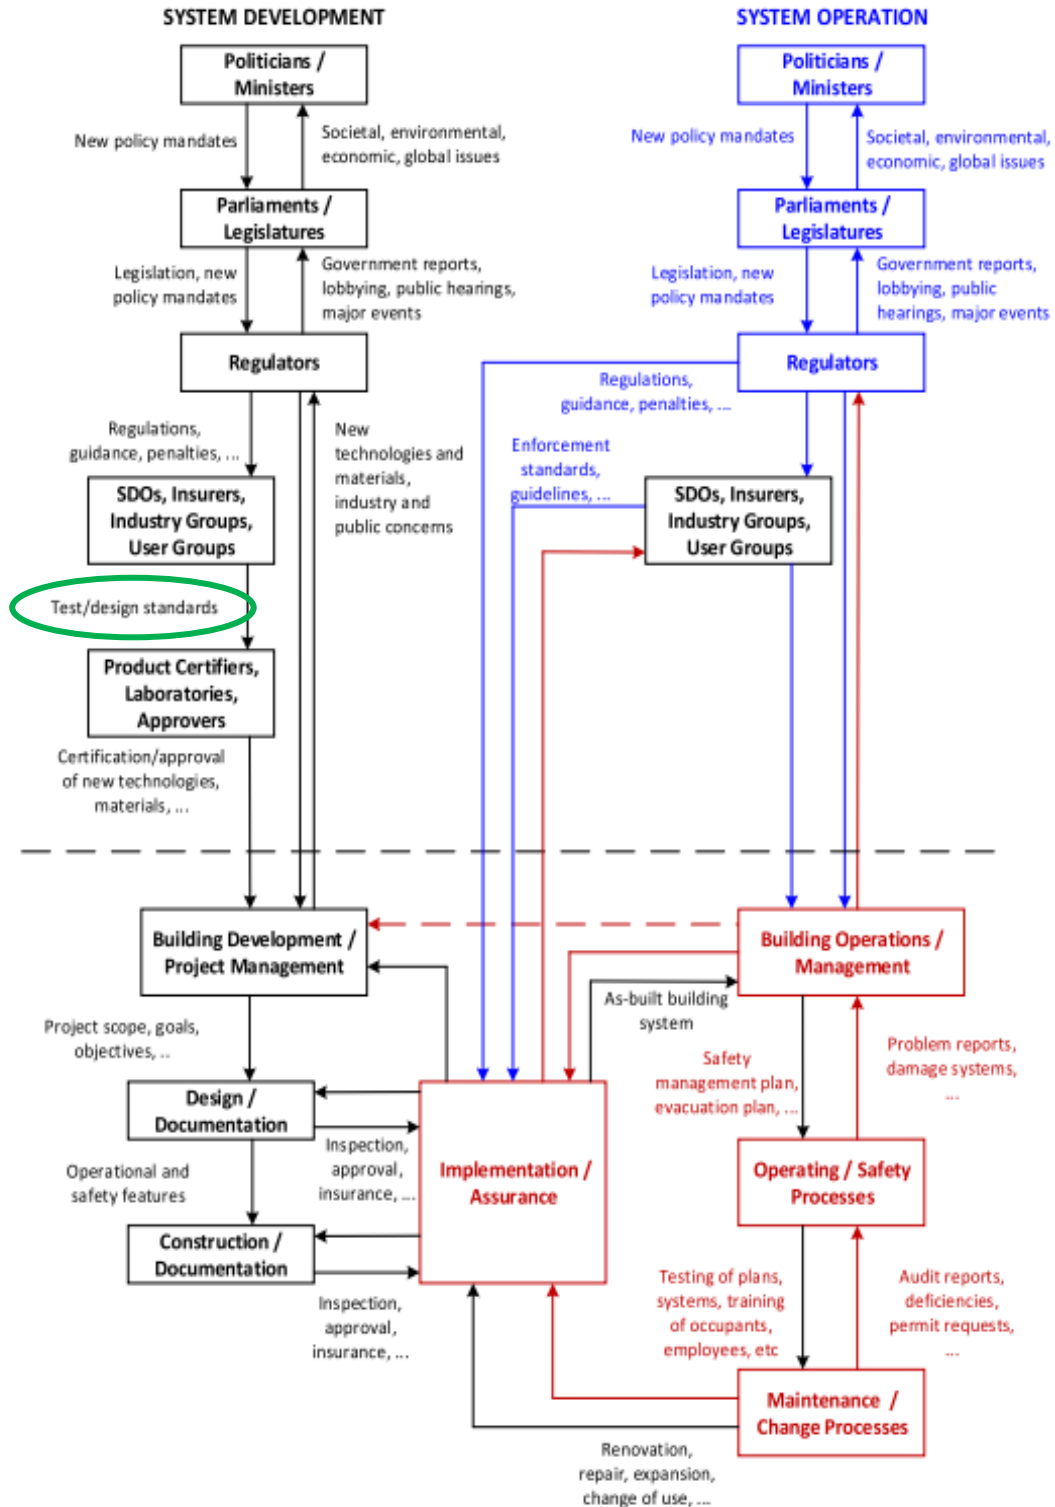 SYSTEM DEVELOPMENT
SYSTEM OPERATION
Politicians /
Ministers
Politicians /
Ministers
New policy mandates
Societal, environmental,
economic, global issues
New policy mandates
Societal, environmental,
economic, global issues
Parliaments /
Legislatures
Parliaments /
Legislatures
Legislation, new
policy mandates
Government reports,
lobbying, public hearings,
major events
Legislation, new
policy mandates
Government reports,
lobbying, public
hearings, major events
Regulators
Regulators
Regulations,
guidance, penalties, ...
New
technologies and
materials,
industry and
public concerns
Regulations,
guidance, penalties, ...
Enforcement
standards,
guidelines, ...
SDOs, Insurers,
Industry Groups,
User Groups
SDOs, Insurers,
Industry Groups,
User Groups
Test/design standards
Product Certifiers,
Laboratories,
Approvers
Certification/approval
of new technologies,
materials, ...
Building Development /
Project Management
Building Operations /
Management
As-built building
system
Project scope, goals,
objectives, ..
Safety
management plan,
evacuation plan, ...
Problem reports,
damage systems,
...
Design /
Documentation
Inspection,
approval,
insurance, ...
Implementation /
Assurance
Operating / Safety
Processes
Operational and
safety features
Construction /
Documentation
Inspection,
approval,
insurance, ...
Testing of plans,
systems, training
of occupants,
employees, etc
Audit reports,
deficiencies,
permit requests,
...
Maintenance /
Change Processes
Renovation,
repair, expansion,
change of use, ...